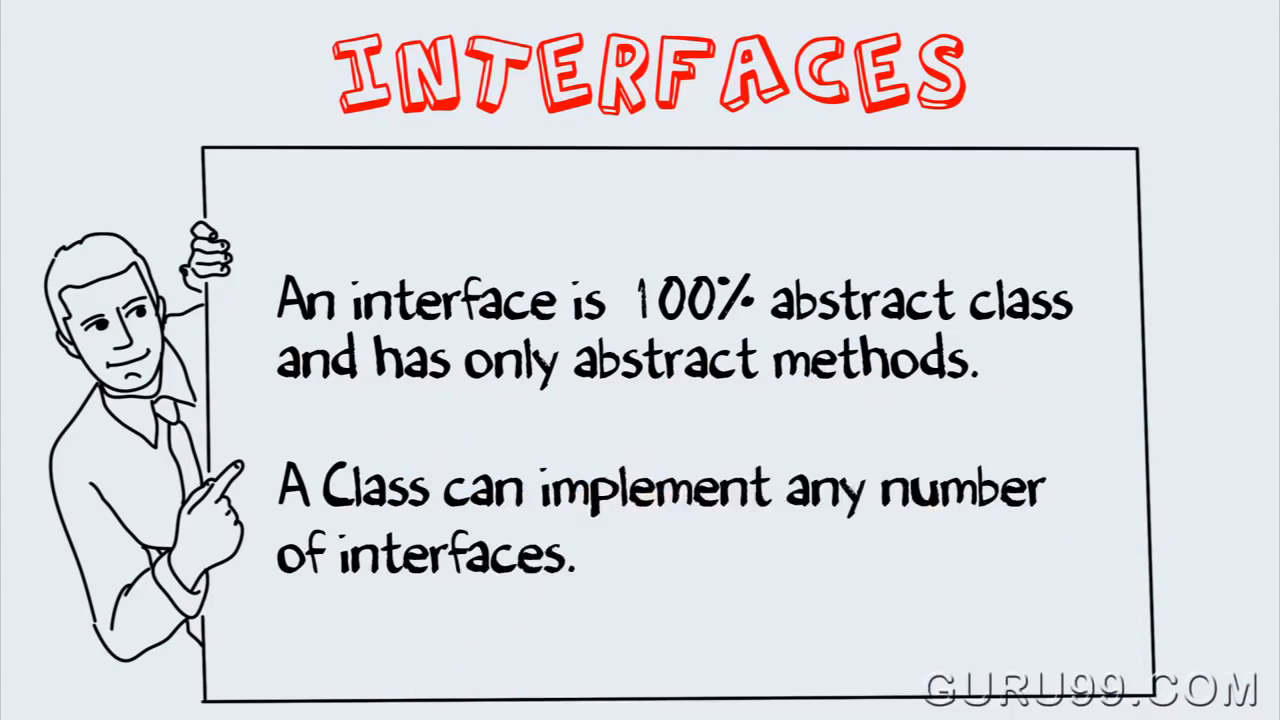 INTERFACES
An interface is 100% abstract class
and has only abstract methods.
A Class can implement any number
of interfaces.
GURU99.COM